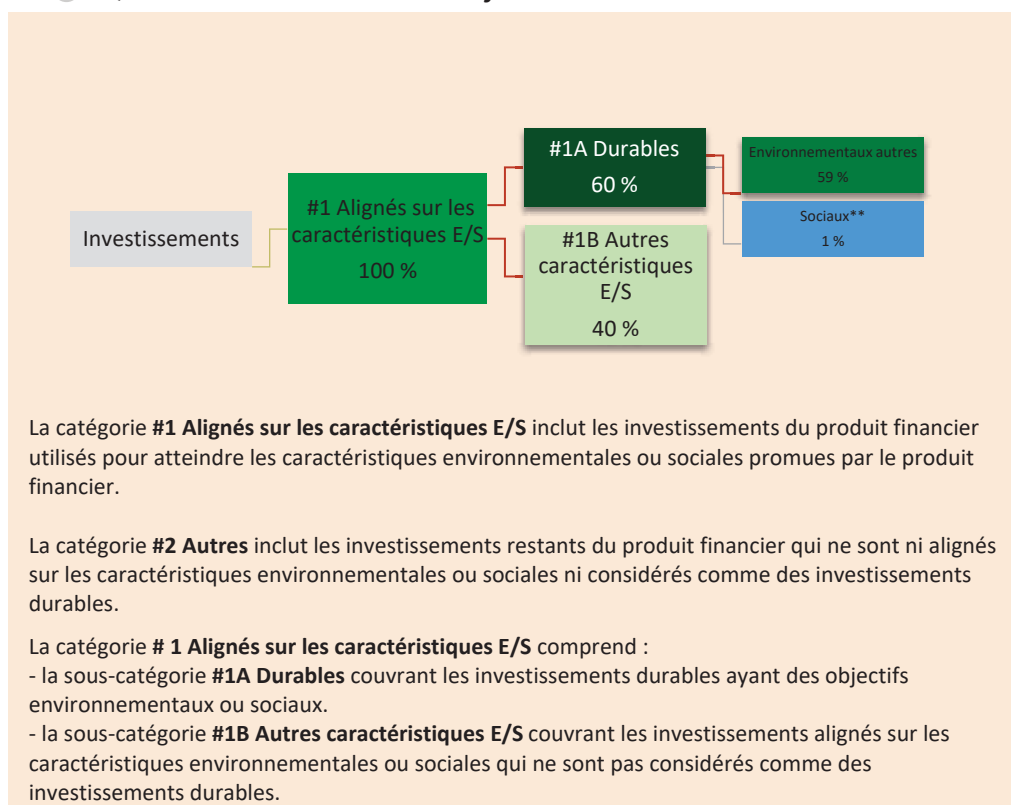 #1A Durables
60 %
Environnementaux autres
59 %
Sociaux**
1 %
Investissements
#1 Alignés sur les
caractéristiques E/S
100 %
#1B Autres
caractéristiques
E/S
40 %
La catégorie #1 Alignés sur les caractéristiques E/S inclut les investissements du produit financier
utilisés pour atteindre les caractéristiques environnementales ou sociales promues par le produit
financier.
La catégorie #2 Autres inclut les investissements restants du produit financier qui ne sont ni alignés
sur les caractéristiques environnementales ou sociales ni considérés comme des investissements
durables.
La catégorie # 1 Alignés sur les caractéristiques E/S comprend :
- la sous-catégorie #1A Durables couvrant les investissements durables ayant des objectifs
environnementaux ou sociaux.
- la sous-catégorie #1B Autres caractéristiques E/S couvrant les investissements alignés sur les
caractéristiques environnementales ou sociales qui ne sont pas considérés comme des
investissements durables.